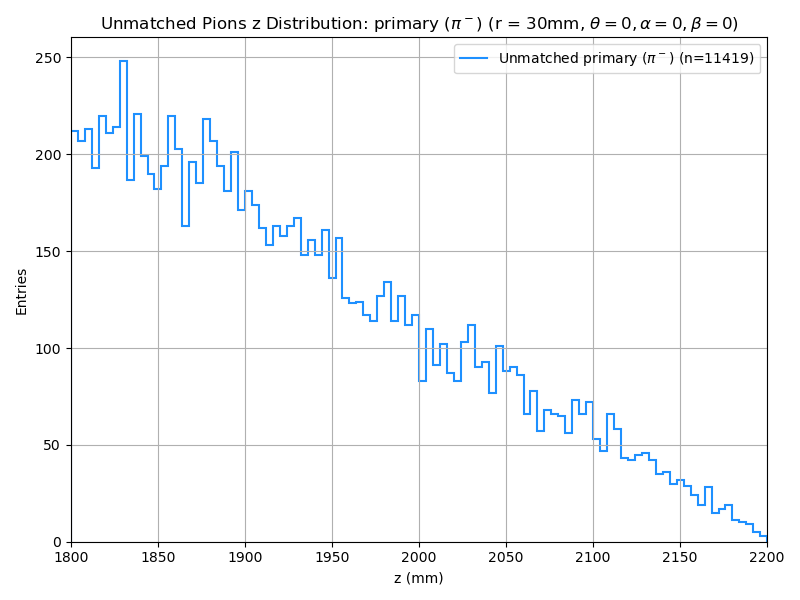 Unmatched Pions z Distribution: primary (π⁻) (r = 30mm, θ = 0, α = 0, β = 0)
Unmatched primary (π⁻) (n=11419)
Entries
250
200
150
100
50
0
1800 1850 1900 1950 2000 2050 2100 2150 2200
z (mm)